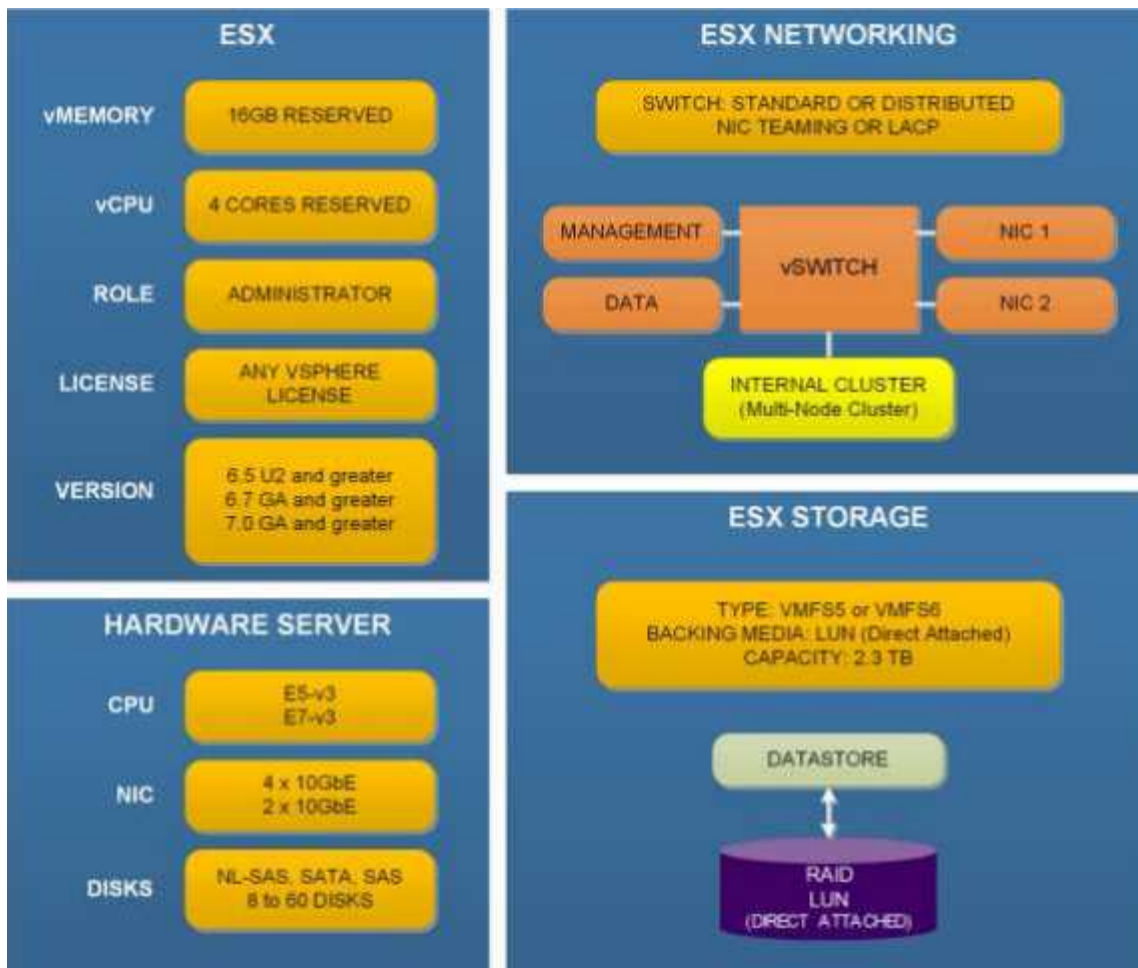 ESX
vMEMORY
16GB RESERVED
vCPU
4 CORES RESERVED
ROLE
ADMINISTRATOR
LICENSE
ANY VSPHERE
LICENSE
VERSION
6.5 U2 and greater
6.7 GA and greater
7.0 GA and greater
HARDWARE SERVER
CPU
E5-v3
E7-v3
NIC
4 x 10GbE
2 x 10GbE
DISKS
NL-SAS, SATA, SAS
8 to 60 DISKS
ESX NETWORKING
SWITCH: STANDARD OR DISTRIBUTED
NIC TEAMING OR LACP
MANAGEMENT
DATA
vSWITCH
NIC 1
NIC 2
INTERNAL CLUSTER
(Multi-Node Cluster)
ESX STORAGE
TYPE: VMFS5 or VMFS6
BACKING MEDIA: LUN (Direct Attached)
CAPACITY: 2.3 TB
DATASTORE
RAID
LUN
(DIRECT ATTACHED)